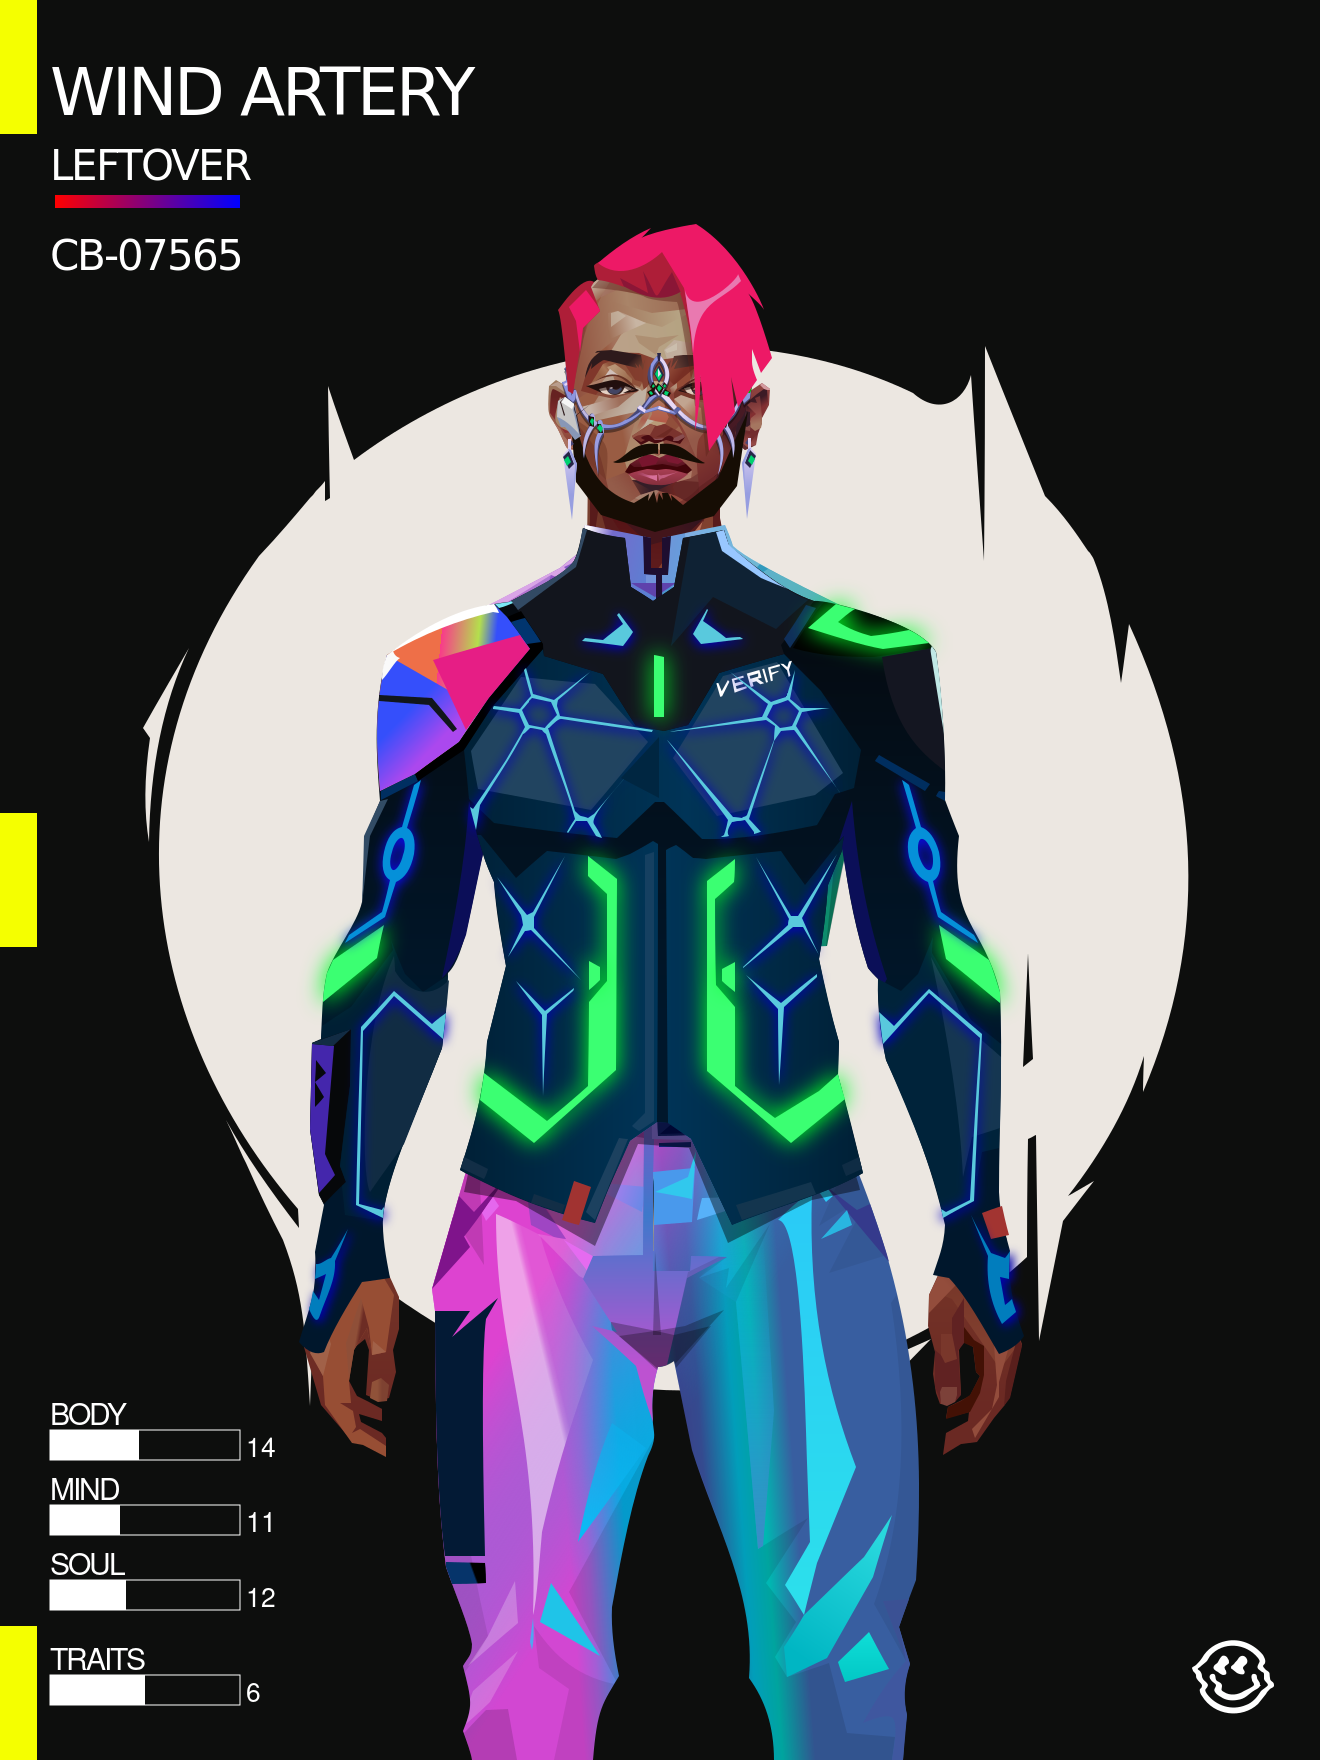 WIND ARTERY
LEFTOVER
CB-07565
VERIFY
BODY
14
MIND
11
SOUL
12
TRAITS
6